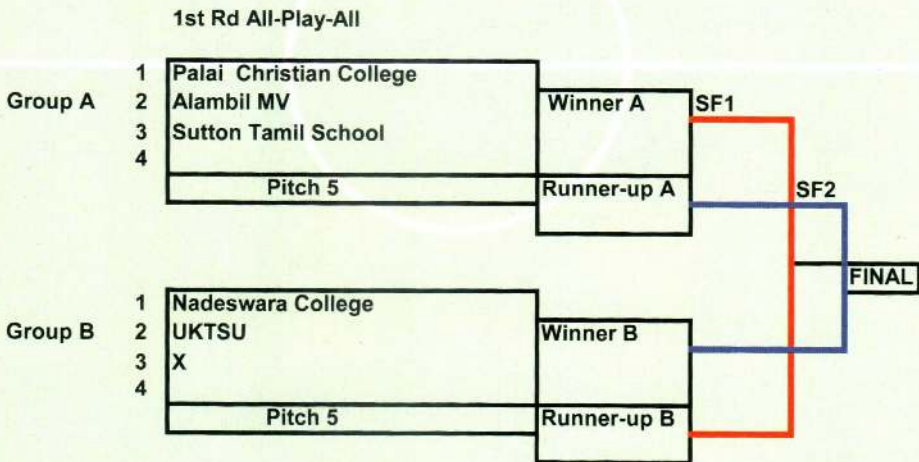 1st Rd All-Play-All
1 Palai Christian College
Group A 2 Alambil MV Winner A SF1
3 Sutton Tamil School
4
Pitch 5 Runner-up A SF2
FINAL
1 Nadeswara College
Group B 2 UKTSU Winner B
3 X
4
Pitch 5 Runner-up B